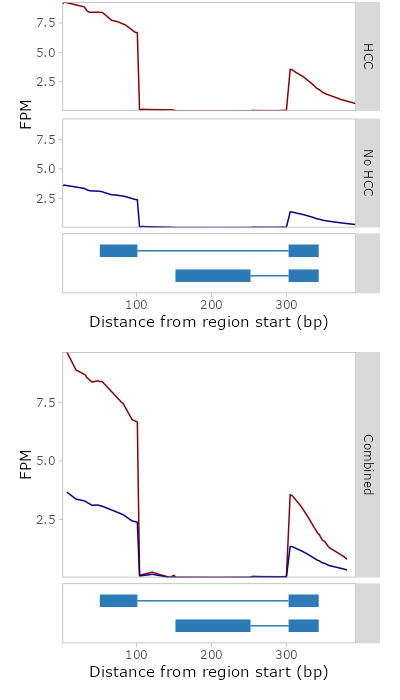 7.5
5.0
2.5
HCC
FPM
7.5
5.0
2.5
No HCC
100 200 300
Distance from region start (bp)
7.5
5.0
2.5
FPM
Combined
100 200 300
Distance from region start (bp)